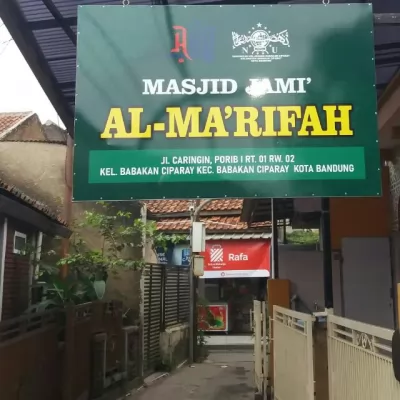 NU
MASJID JAMI'
AL-MA'RIFAH
JL CARINGIN, PORIB I RT. 01 RW. 02
KEL. BABAKAN CIPARAY KEC. BABAKAN CIPARAY KOTA BANDUNG
Rafa